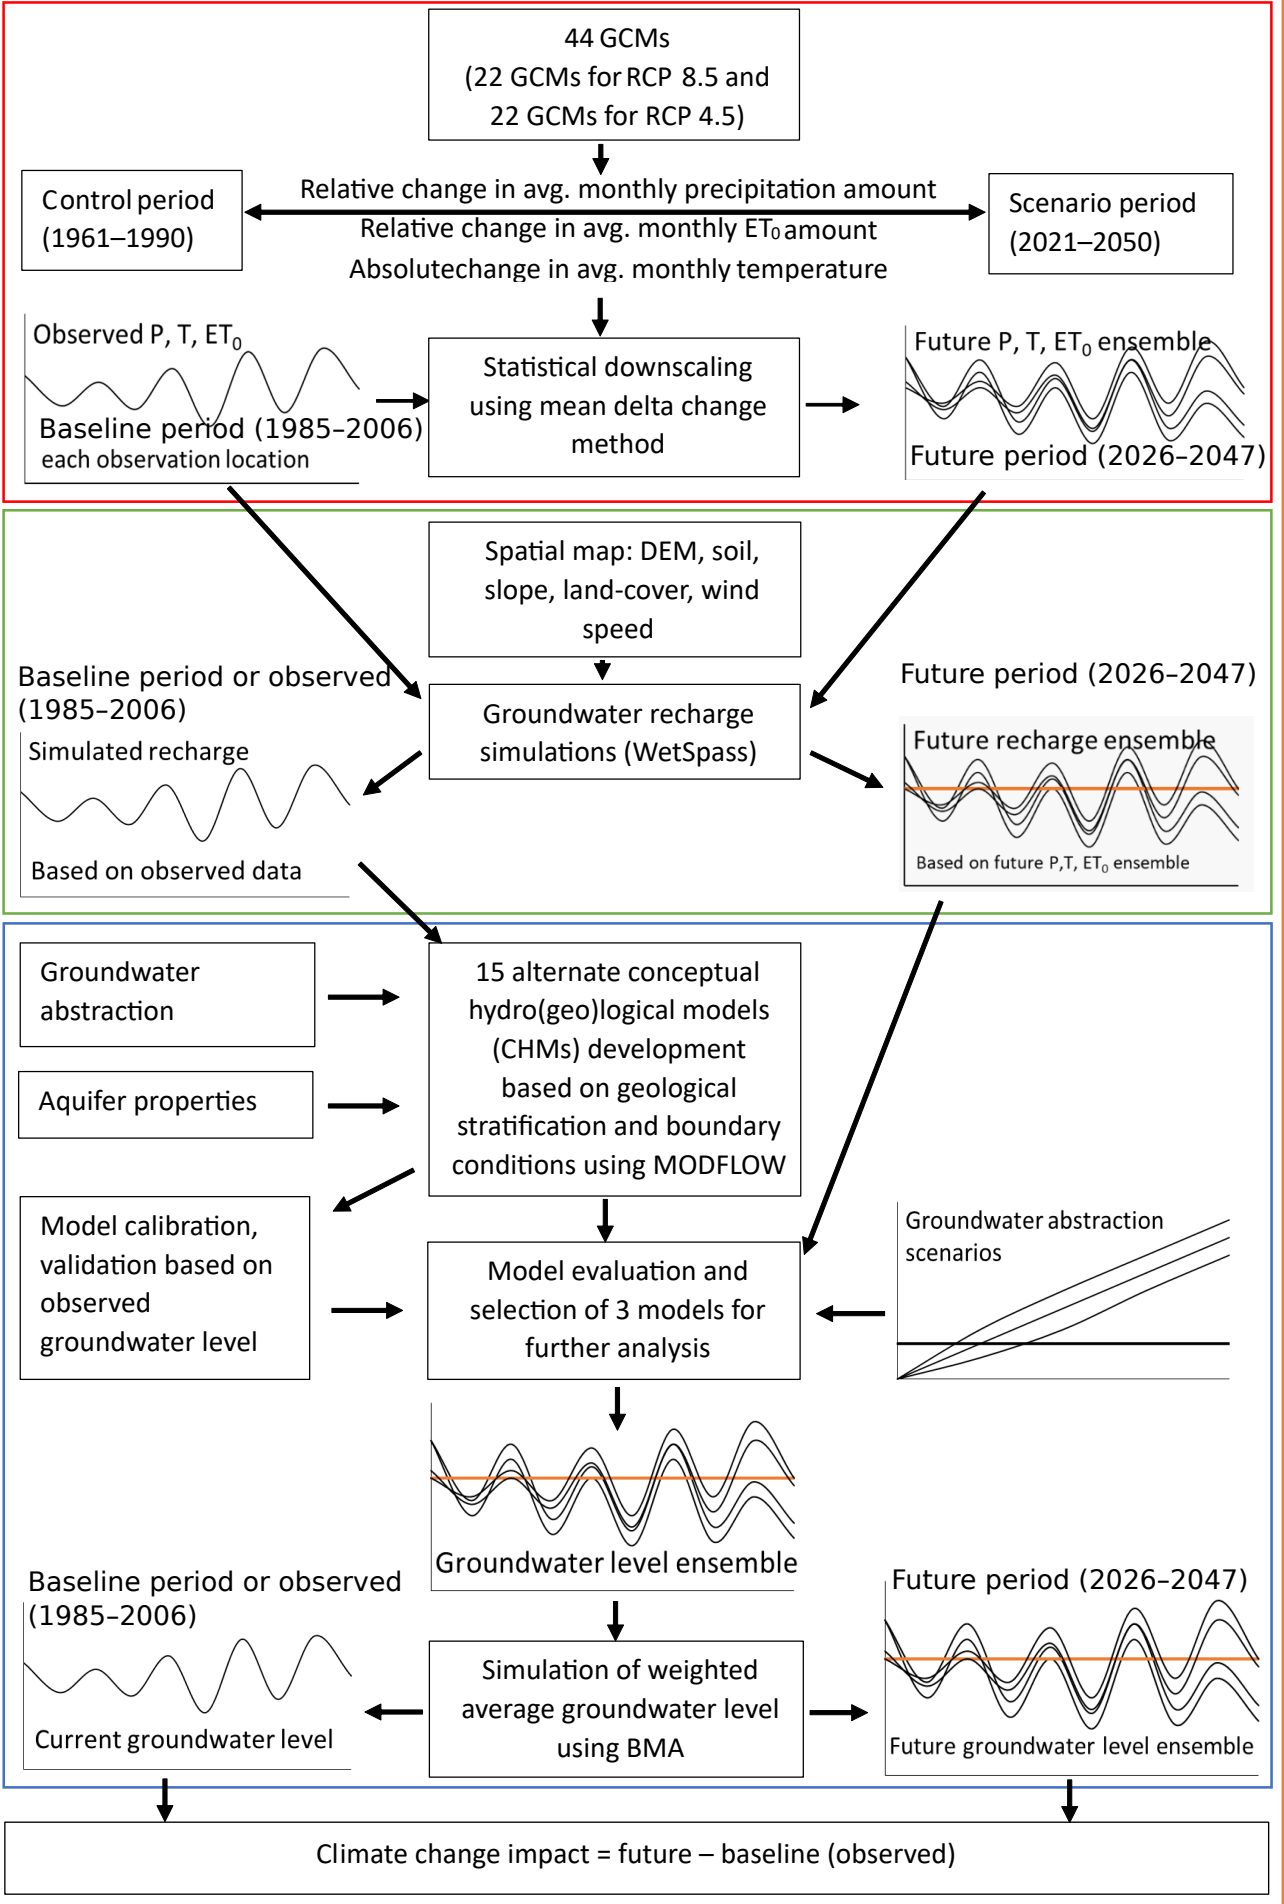 44 GCMs
(22 GCMs for RCP 8.5 and
22 GCMs for RCP 4.5)
Control period
(1961–1990)
Relative change in avg. monthly precipitation amount
Relative change in avg. monthly ET₀ amount
Absolutechange in avg. monthly temperature
Scenario period
(2021–2050)
Observed P, T, ET₀
Baseline period (1985–2006)
each observation location
Statistical downscaling
using mean delta change
method
Future P, T, ET₀ ensemble
Future period (2026–2047)
Spatial map: DEM, soil,
slope, land-cover, wind
speed
Baseline period or observed
(1985–2006)
Simulated recharge
Based on observed data
Groundwater recharge
simulations (WetSpass)
Future period (2026–2047)
Future recharge ensemble
Based on future P,T, ET₀ ensemble
Groundwater
abstraction
Aquifer properties
15 alternate conceptual
hydro(geo)logical models
(CHMs) development
based on geological
stratification and boundary
conditions using MODFLOW
Model calibration,
validation based on
observed
groundwater level
Model evaluation and
selection of 3 models for
further analysis
Groundwater abstraction
scenarios
Groundwater level ensemble
Baseline period or observed
(1985–2006)
Current groundwater level
Simulation of weighted
average groundwater level
using BMA
Future period (2026–2047)
Future groundwater level ensemble
Climate change impact = future – baseline (observed)